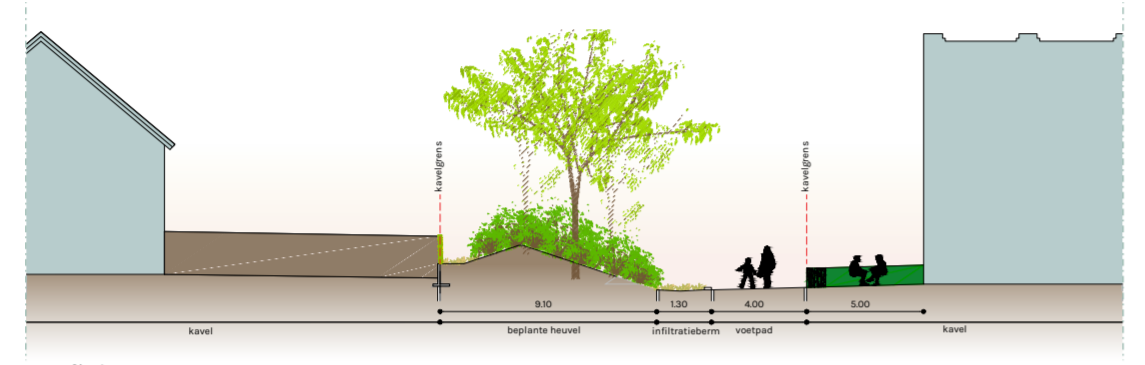 kavelgrens
kavelgrens
9.10
1.30
4.00
5.00
kavel
beplante heuvel
infiltratieberm
voetpad
kavel